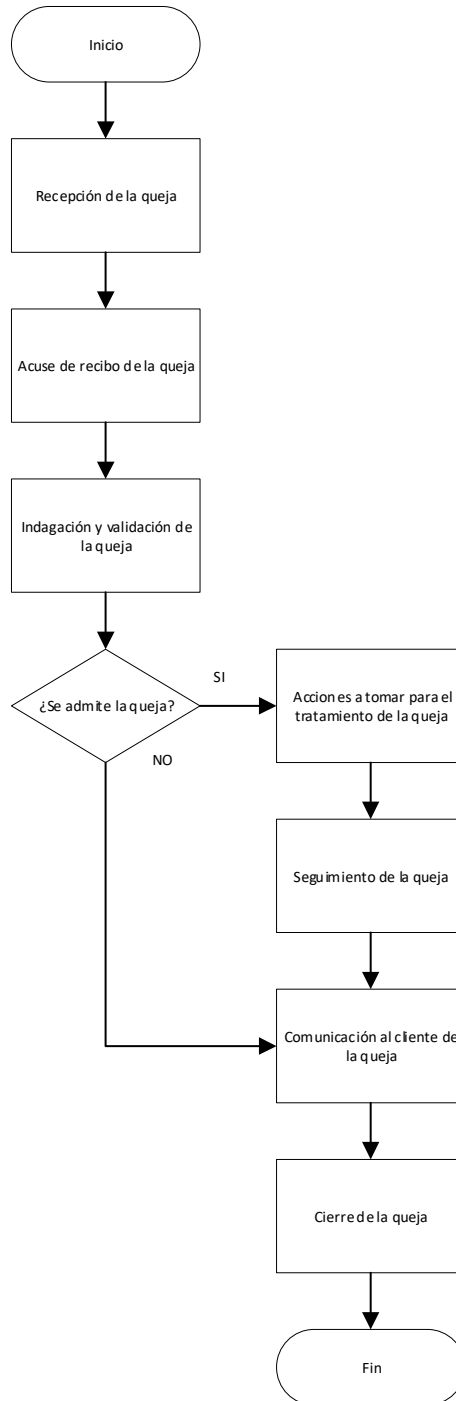 Inicio
Recepción de la queja
Acuse de recibo de la queja
Indagación y validación de
la queja
¿Se admite la queja?
SI
NO
Acciones a tomar para el
tratamiento de la queja
Seguimiento de la queja
Comunicación al cliente de
la queja
Cierre de la queja
Fin